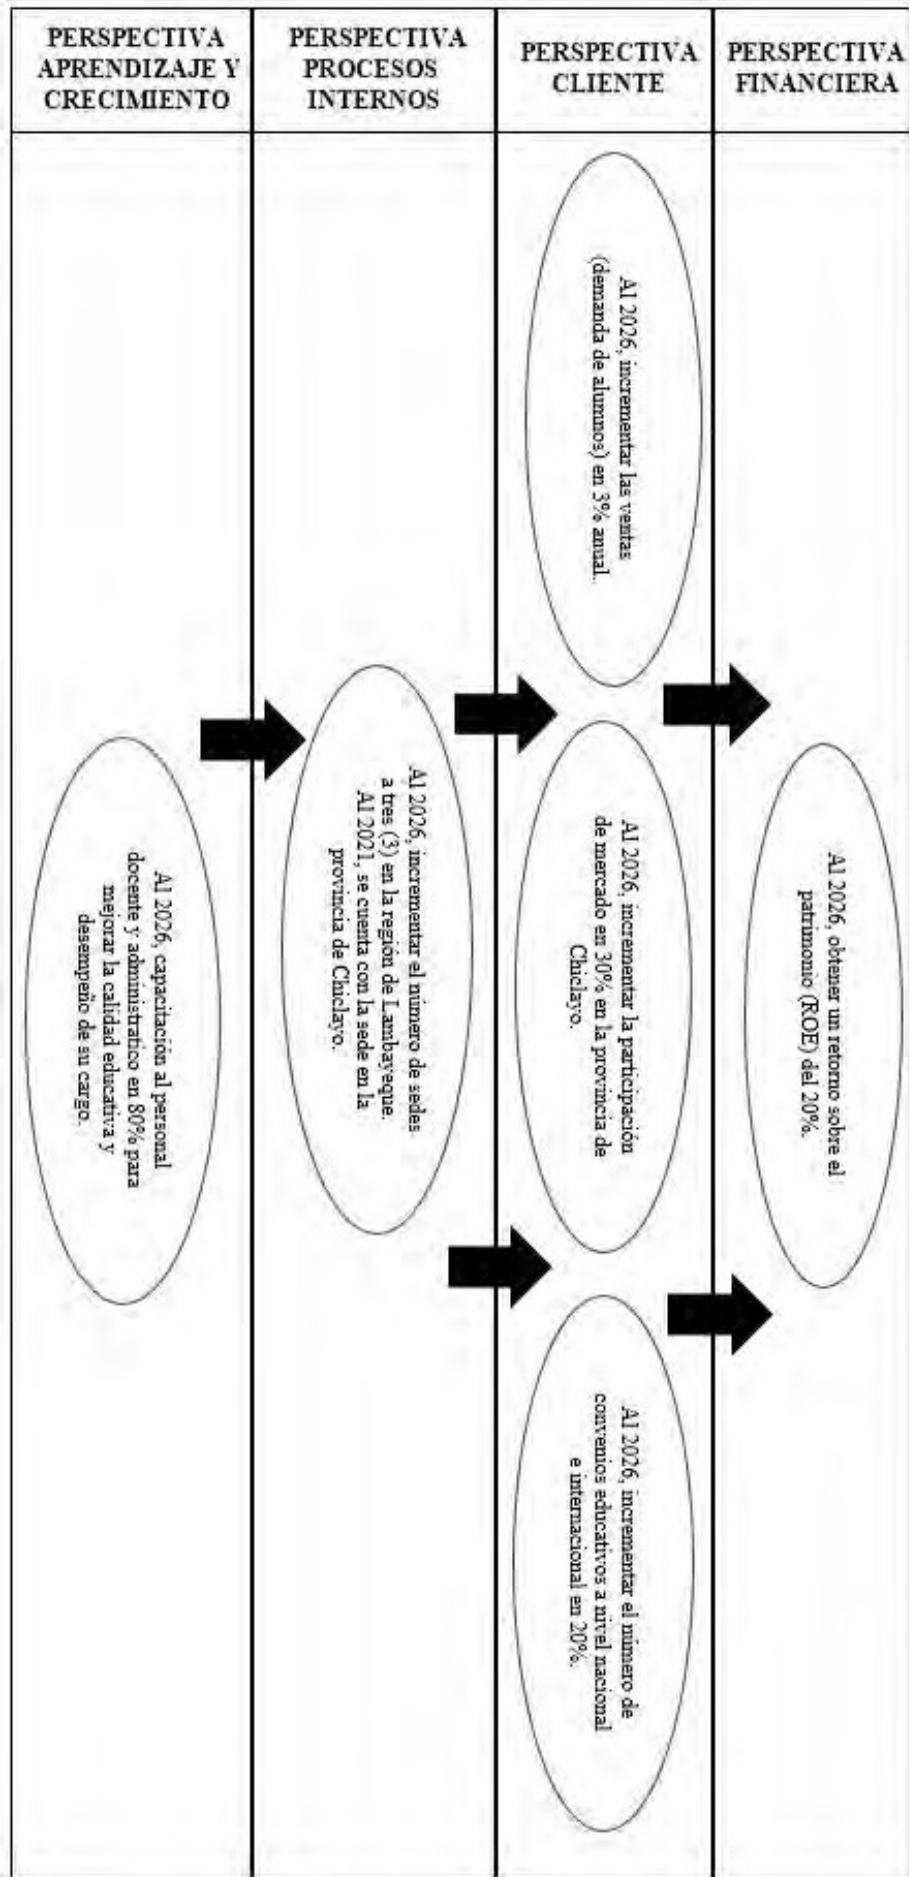 PERSPECTIVA
APRENDIZAJE Y
CRECIMIENTO
PERSPECTIVA
PROCESOS
INTERNOS
PERSPECTIVA
CLIENTE
PERSPECTIVA
FINANCIERA
Al 2026, capacitación al personal
docente y administratico en 80% para
mejorar la calidad educativa y
desempeño de su cargo.
Al 2026, incrementar el número de sedes
a tres (3) en la región de Lambayeque.
Al 2021, se cuenta con la sede en la
provincia de Chiclayo.
Al 2026, incrementar las ventas
(demanda de alumnos) en 3% anual.
Al 2026, incrementar la participación
de mercado en 30% en la provincia de
Chiclayo.
Al 2026, incrementar el número de
convenios educativos a nivel nacional
e internacional en 20%.
Al 2026, obtener un retorno sobre el
patrimonio (ROE) del 20%.